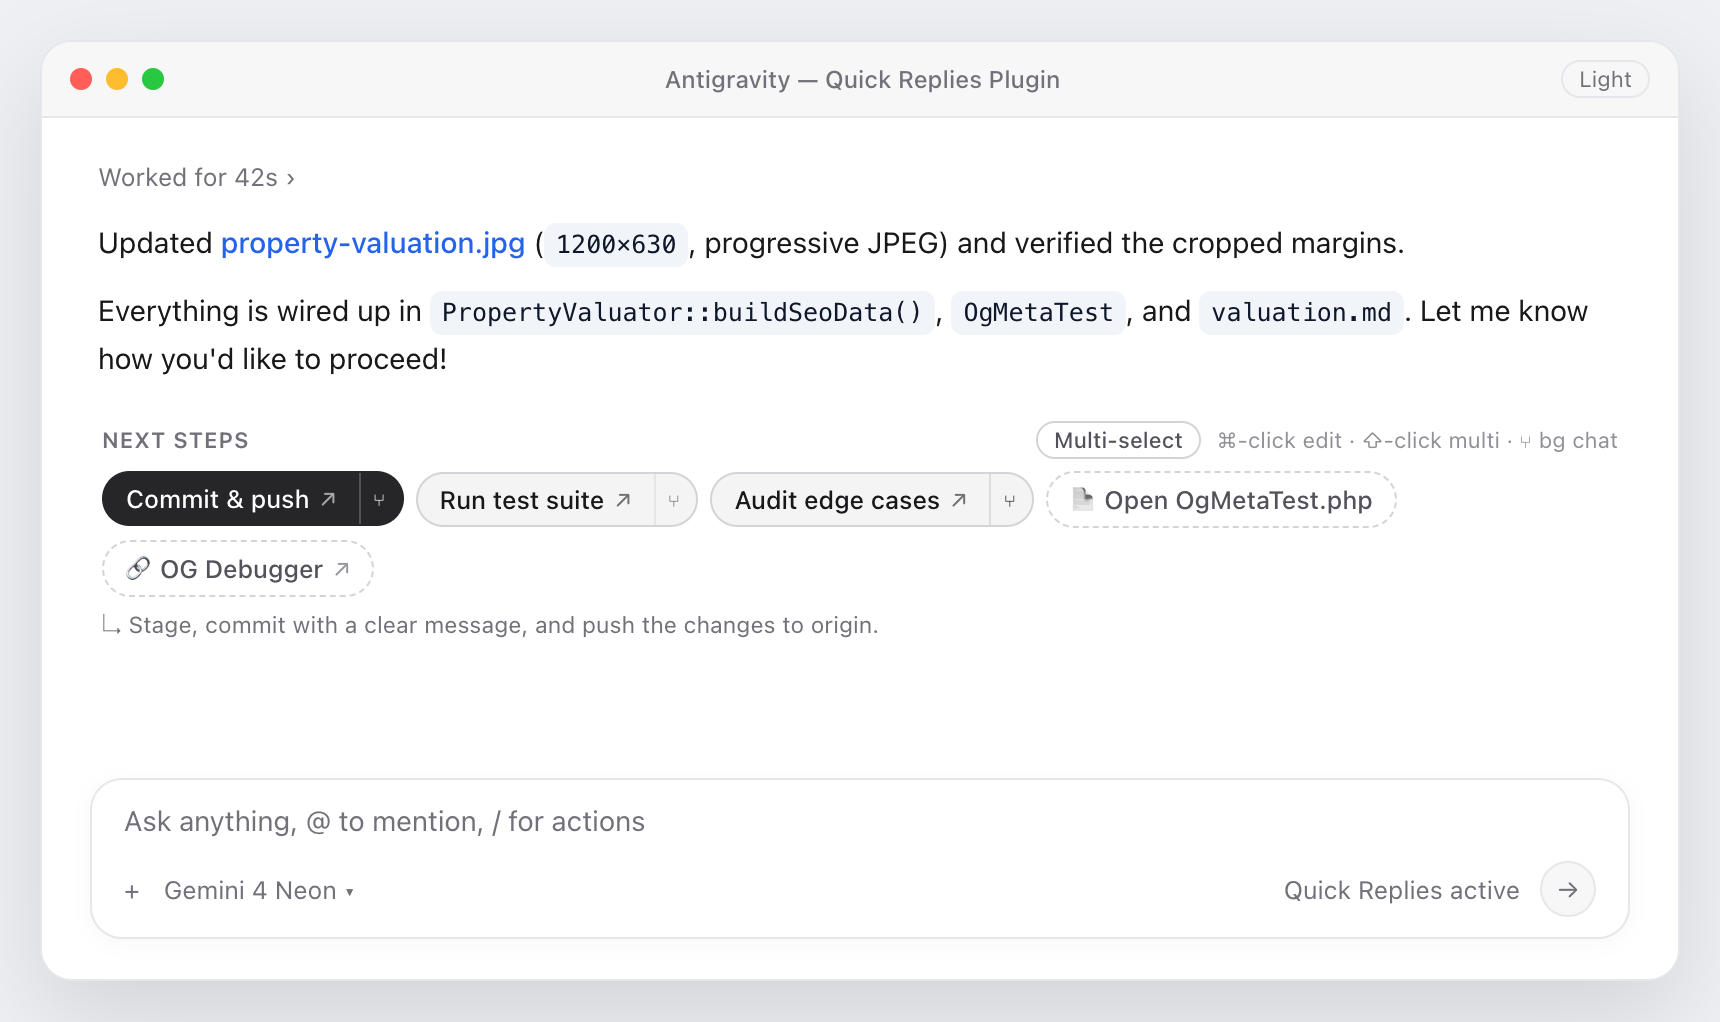 Antigravity — Quick Replies Plugin
Light
Worked for 42s ›
Updated property-valuation.jpg ( 1200×630 , progressive JPEG) and verified the cropped margins.
Everything is wired up in PropertyValuator::buildSeoData() , OgMetaTest , and valuation.md . Let me know
how you'd like to proceed!
NEXT STEPS
Multi-select ⌘-click edit · ⇧-click multi · ⑂ bg chat
Commit & push ↗ ⑂ Run test suite ↗ ⑂ Audit edge cases ↗ ⑂ Open OgMetaTest.php
OG Debugger ↗
Stage, commit with a clear message, and push the changes to origin.
Ask anything, @ to mention, / for actions
+ Gemini 4 Neon ▾
Quick Replies active →